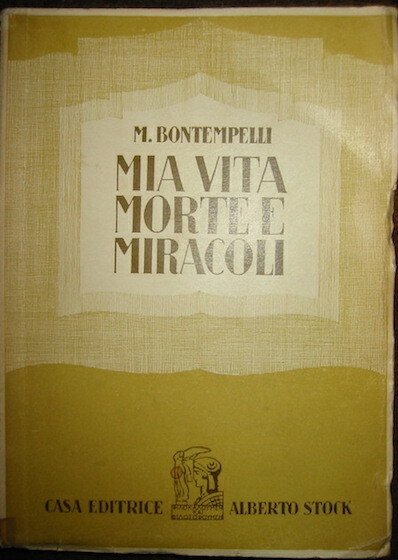 M. BONTEMPELLI
MIA VITA
MORTE E
MIRACOLI
CASA EDITRICE ALBERTO STOCK